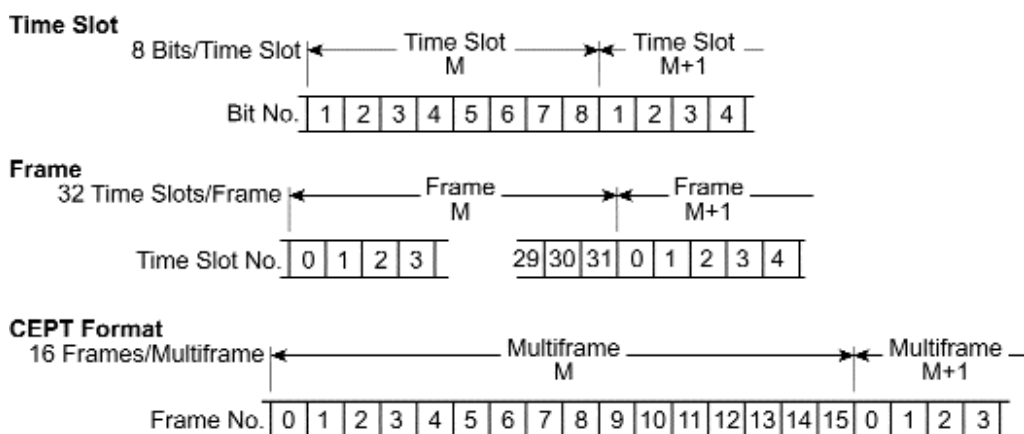 Time Slot
8 Bits/Time Slot Time Slot Time Slot
M M+1
Bit No. 1 2 3 4 5 6 7 8 1 2 3 4
Frame
32 Time Slots/Frame Frame Frame
M M+1
Time Slot No. 0 1 2 3 29 30 31 0 1 2 3 4
CEPT Format
16 Frames/Multiframe Multiframe Multiframe
M M+1
Frame No. 0 1 2 3 4 5 6 7 8 9 10 11 12 13 14 15 0 1 2 3